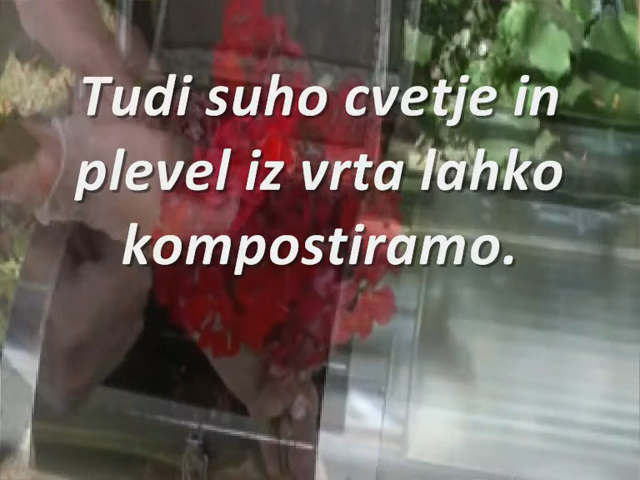 Tudi suho cvetje in
plevel iz vrta lahko
kompostiramo.